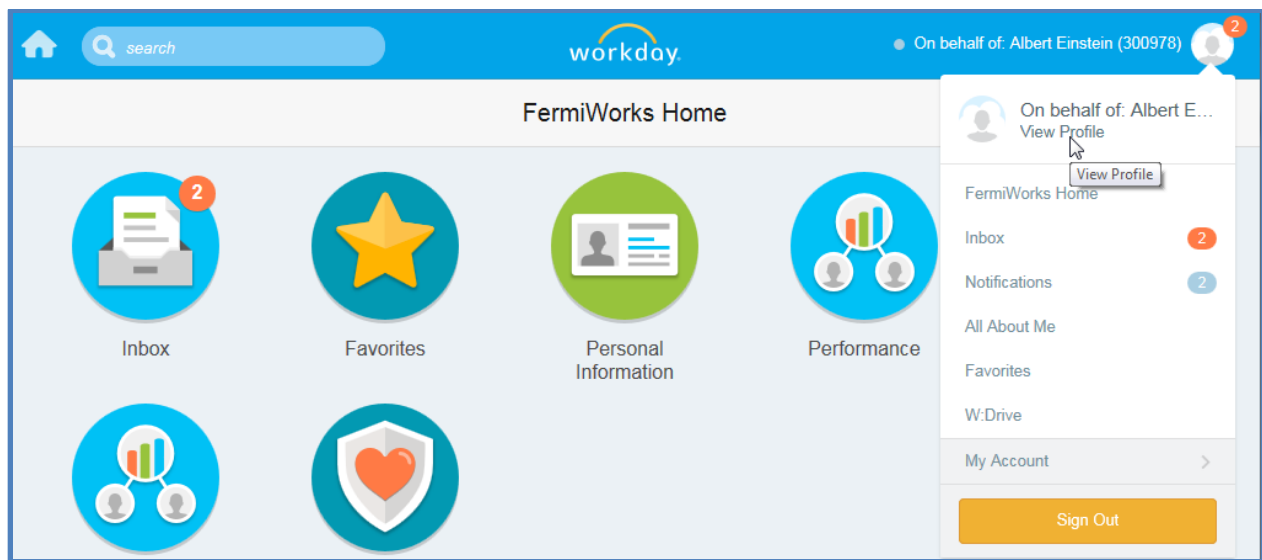 search
workday.
On behalf of: Albert Einstein (300978)
2
FermiWorks Home
On behalf of: Albert E...
View Profile
View Profile
FermiWorks Home
Inbox
2
Notifications
2
All About Me
Favorites
W:Drive
My Account
Sign Out
2
Inbox
Favorites
Personal
Information
Performance